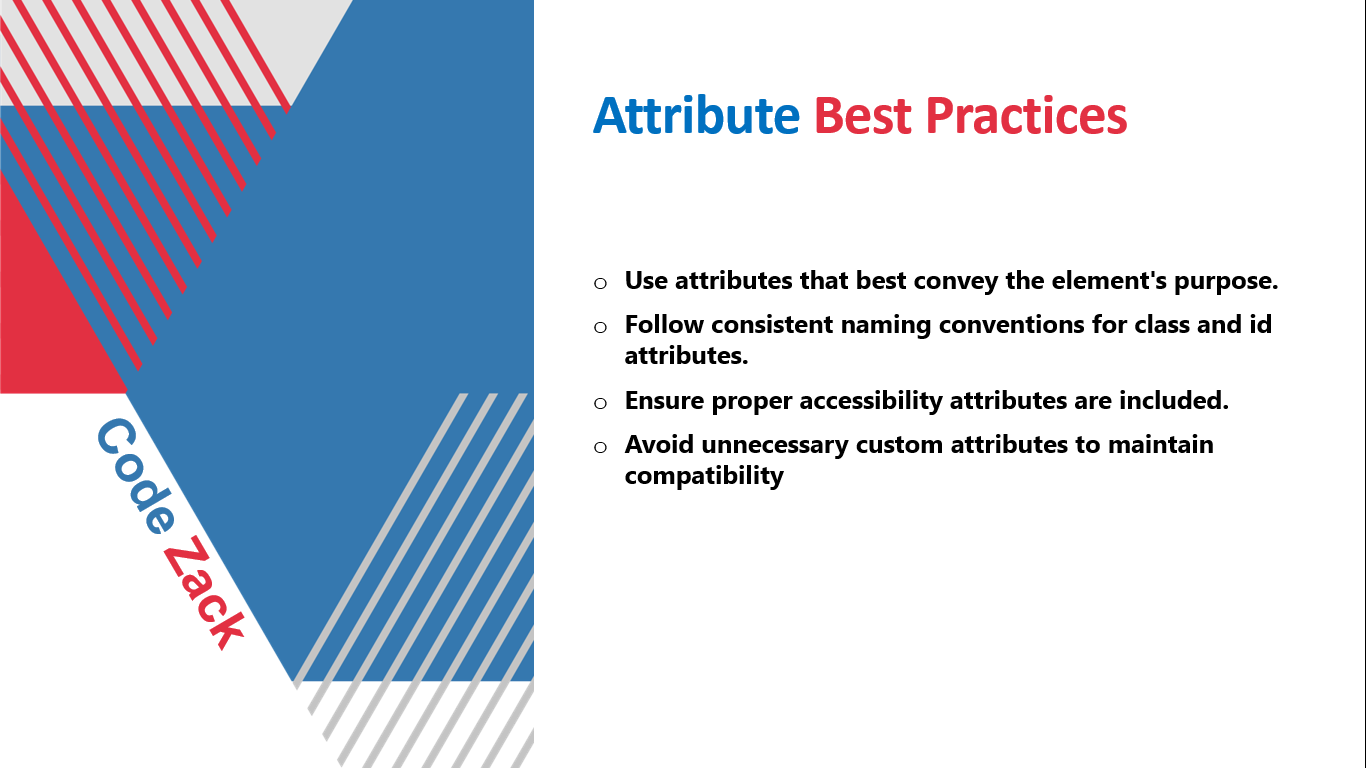 Attribute Best Practices
o Use attributes that best convey the element's purpose.
o Follow consistent naming conventions for class and id
attributes.
o Ensure proper accessibility attributes are included.
o Avoid unnecessary custom attributes to maintain
compatibility
Code Zack